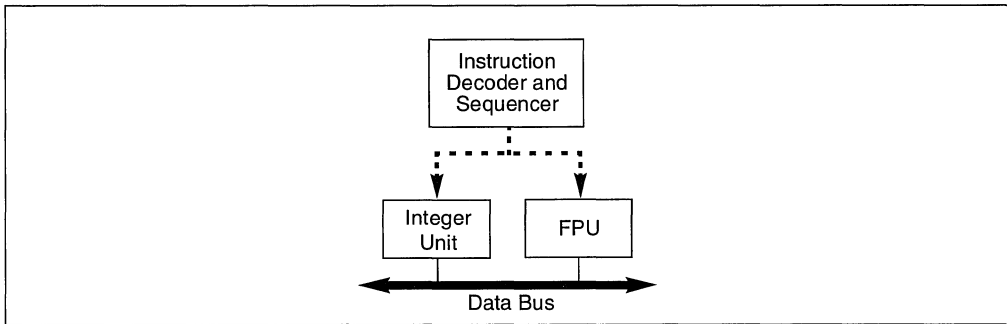 Instruction
Decoder and
Sequencer
Integer
Unit
FPU
Data Bus